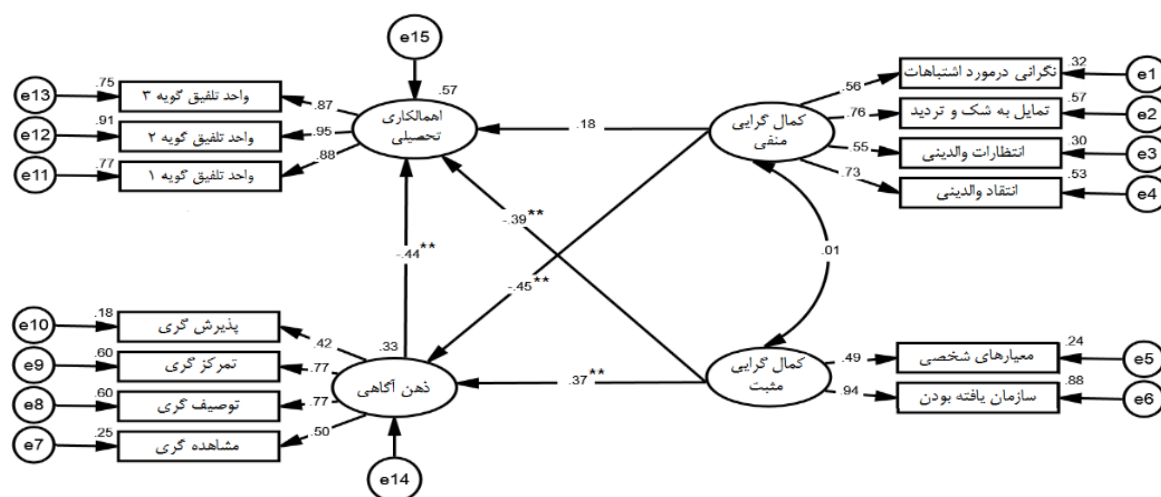 e15
.57
اهمالکاری
تحصیلی
e13
.75
واحد تلفیق گویه ۳
.87
e12
.91
واحد تلفیق گویه ۲
.95
e11
.77
واحد تلفیق گویه ۱
.88
.18
کمال گرایی
منفی
.56
نگرانی درمورد اشتباهات
.32
e1
.76
تمایل به شک و تردید
.57
e2
.55
انتظارات والدینی
.30
e3
.73
انتقاد والدینی
.53
e4
-.39**
-.44**
-.45**
.01
e10
.18
پذیرش گری
.42
e9
.60
تمرکز گری
.77
e8
.60
توصیف گری
.77
e7
.25
مشاهده گری
.50
.33
ذهن آگاهی
e14
.37**
کمال گرایی
مثبت
.49
معیارهای شخصی
.24
e5
.94
سازمان یافته بودن
.88
e6